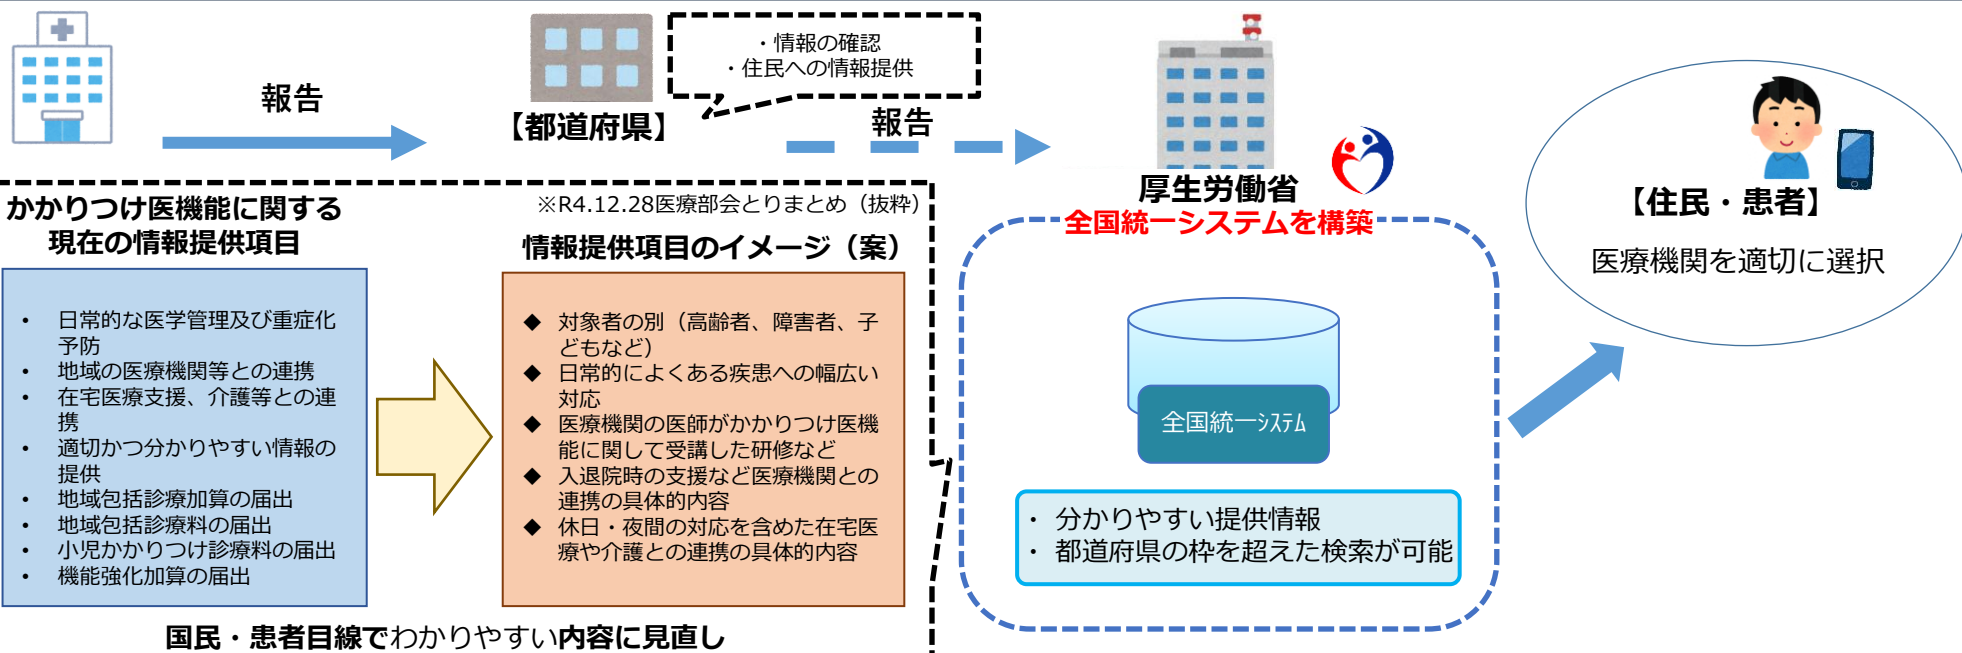 報告
【都道府県】
・情報の確認
・住民への情報提供
報告
厚生労働省
全国統一システムを構築
【住民・患者】
医療機関を適切に選択
かかりつけ医機能に関する
現在の情報提供項目
• 日常的な医学管理及び重症化
予防
• 地域の医療機関等との連携
• 在宅医療支援、介護等との連
携
• 適切かつ分かりやすい情報の
提供
• 地域包括診療加算の届出
• 地域包括診療料の届出
• 小児かかりつけ診療料の届出
• 機能強化加算の届出
※R4.12.28医療部会とりまとめ（抜粋）
情報提供項目のイメージ（案）
◆ 対象者の別（高齢者、障害者、子
どもなど）
◆ 日常的によくある疾患への幅広い
対応
◆ 医療機関の医師がかかりつけ医機
能に関して受講した研修など
◆ 入退院時の支援など医療機関との
連携の具体的内容
◆ 休日・夜間の対応を含めた在宅医
療や介護との連携の具体的内容
国民・患者目線でわかりやすい内容に見直し
全国統一ｼｽﾃﾑ
・ 分かりやすい提供情報
・ 都道府県の枠を超えた検索が可能